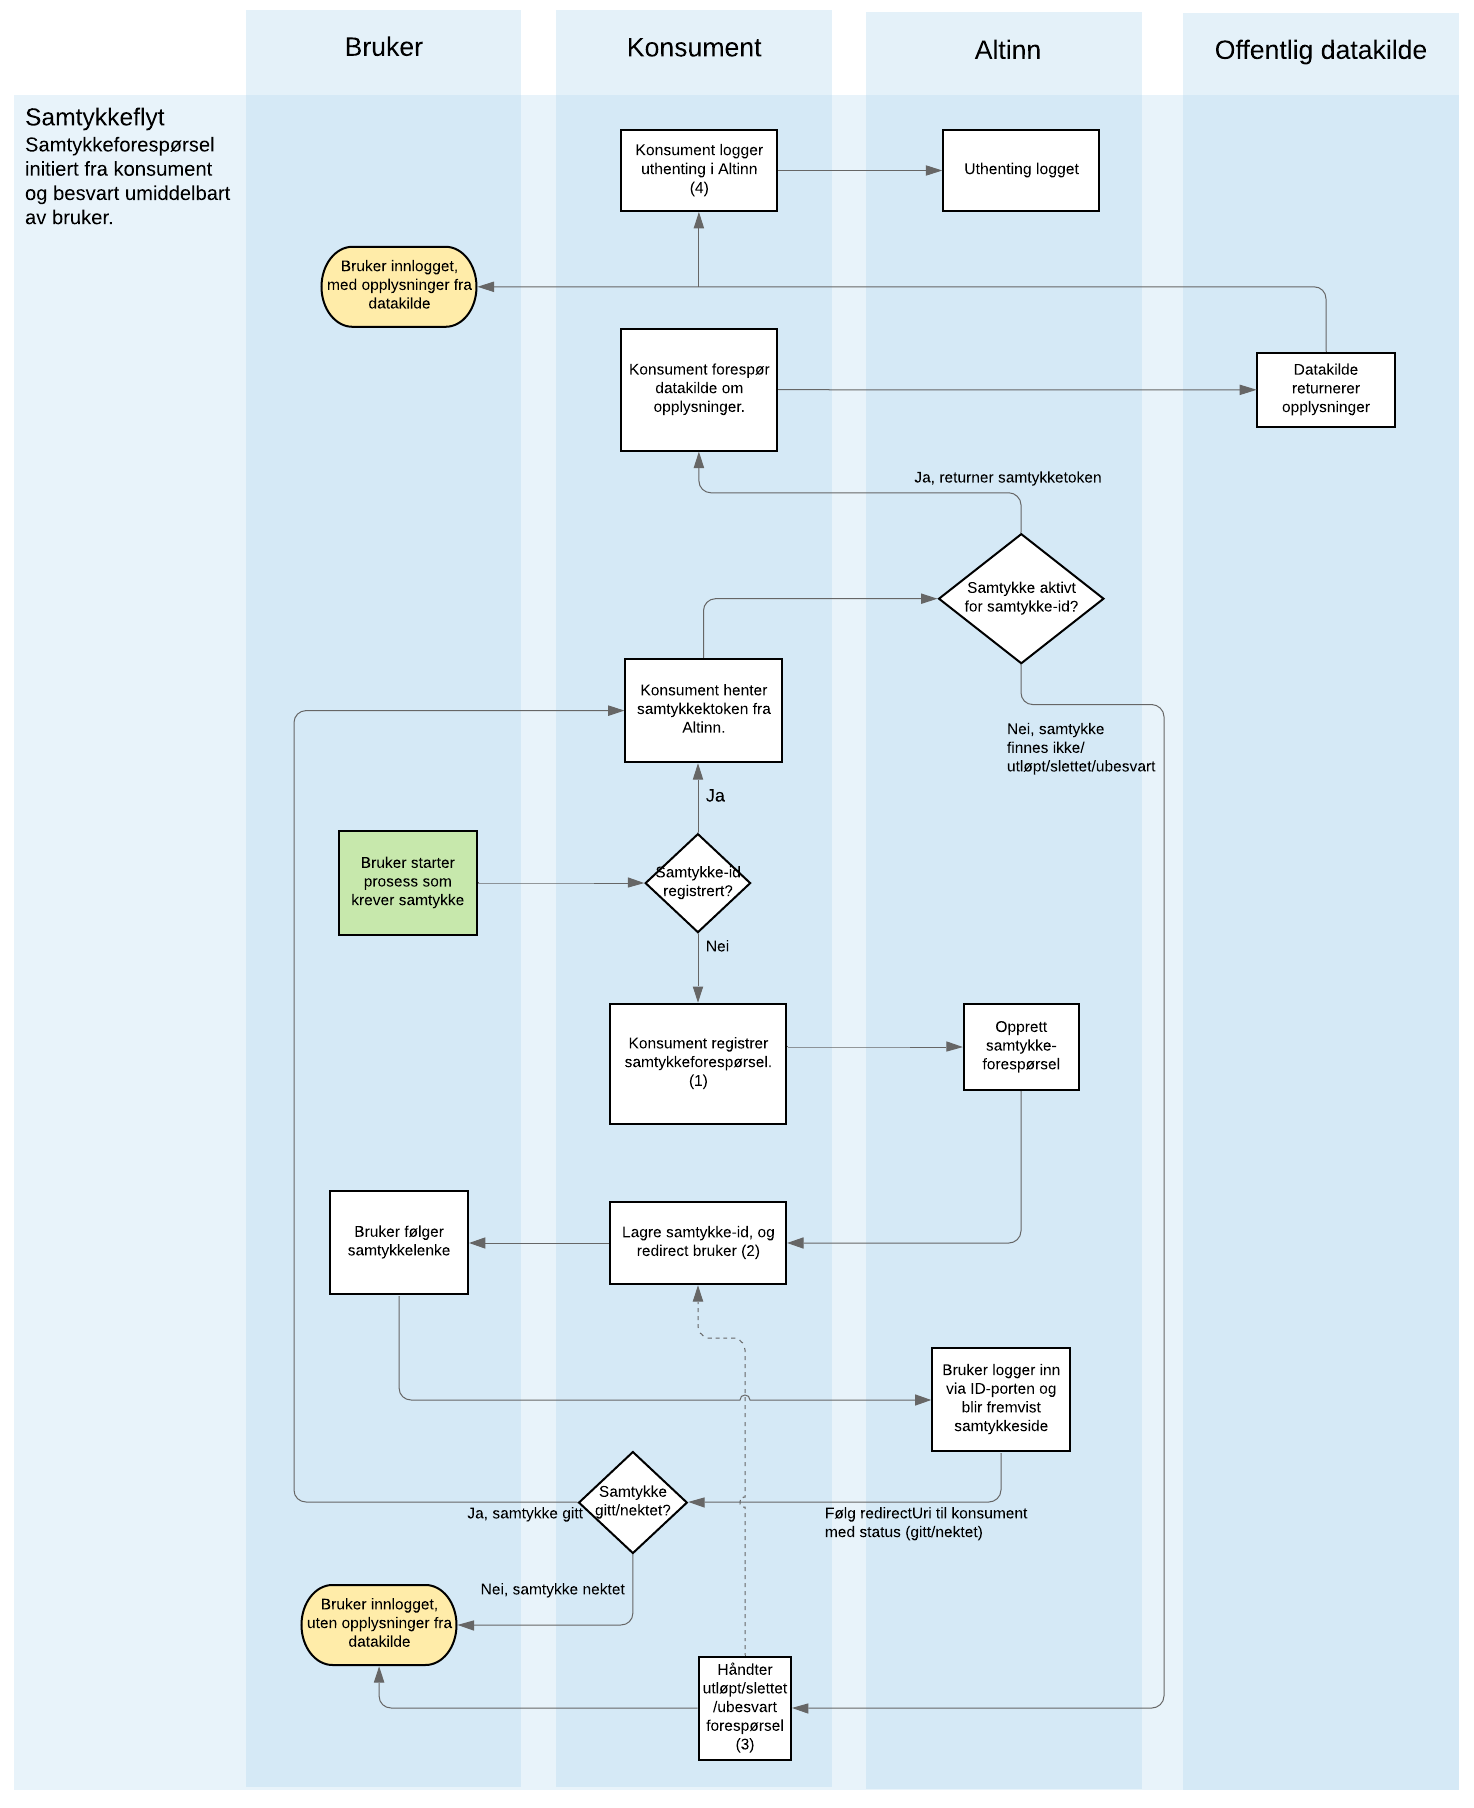 Bruker
Konsument
Altinn
Offentlig datakilde
Samtykkeflyt
Samtykkeforespørsel
initiert fra konsument
og besvart umiddelbart
av bruker.
Konsument logger
uthenting i Altinn
(4)
Uthenting logget
Bruker innlogget,
med opplysninger fra
datakilde
Konsument forespør
datakilde om
opplysninger.
Datakilde
returnerer
opplysninger
Ja, returner samtykketoken
Samtykke aktivt
for samtykke-id?
Konsument henter
samtykkektoken fra
Altinn.
Nei, samtykke
finnes ikke/
utløpt/slettet/ubesvart
Ja
Bruker starter
prosess som
krever samtykke
Samtykke-id
registrert?
Nei
Konsument registrer
samtykkeforespørsel.
(1)
Opprett
samtykke-
forespørsel
Bruker følger
samtykkelenke
Lagre samtykke-id, og
redirect bruker (2)
Bruker logger inn
via ID-porten og
blir fremvist
samtykkeside
Samtykke
gitt/nektet?
Ja, samtykke gitt
Følg redirectUri til konsument
med status (gitt/nektet)
Nei, samtykke nektet
Bruker innlogget,
uten opplysninger fra
datakilde
Håndter
utløpt/slettet
/ubesvart
forespørsel
(3)